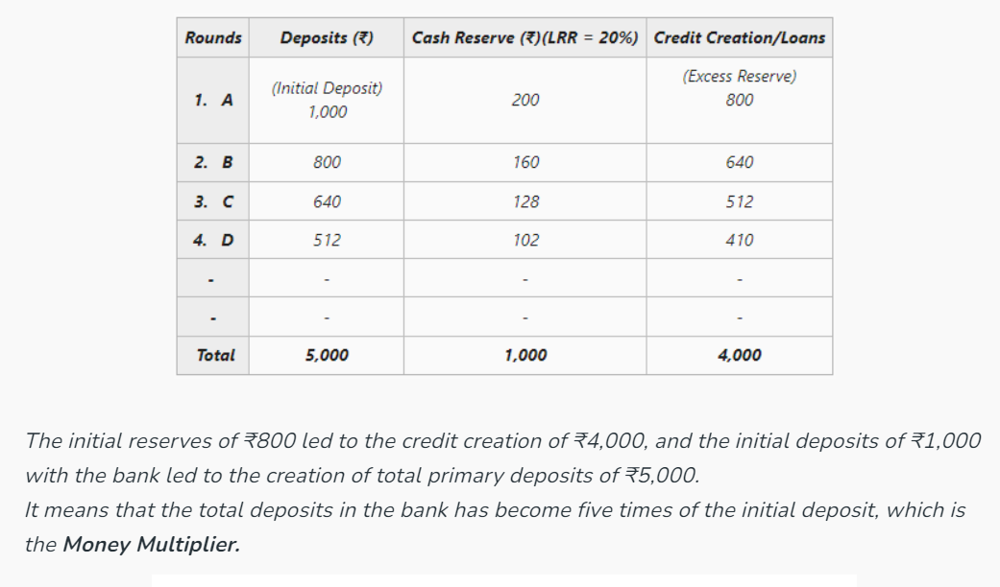 Rounds Deposits (₹) Cash Reserve (₹)(LRR = 20%) Credit Creation/Loans
1. A (Initial Deposit) 1,000 200 (Excess Reserve) 800
2. B 800 160 640
3. C 640 128 512
4. D 512 102 410
- - - -
- - - -
Total 5,000 1,000 4,000
The initial reserves of ₹800 led to the credit creation of ₹4,000, and the initial deposits of ₹1,000
with the bank led to the creation of total primary deposits of ₹5,000.
It means that the total deposits in the bank has become five times of the initial deposit, which is
the Money Multiplier.